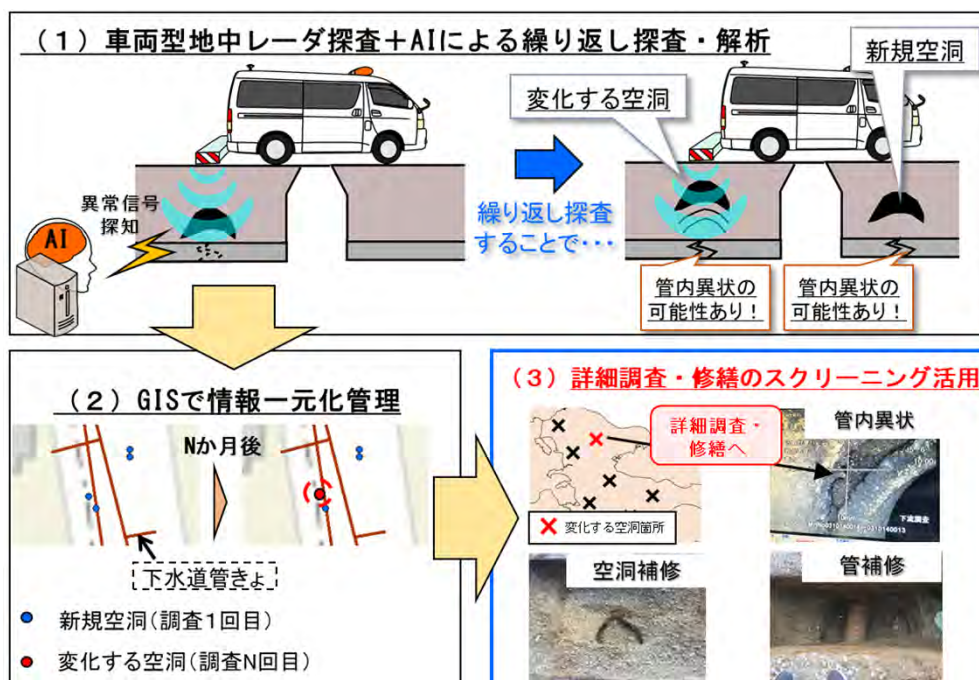 （１）車両型地中レーダ探査＋AIによる繰り返し探査・解析
新規空洞
変化する空洞
異常信号
探知
AI
繰り返し探査
することで・・・
管内異状の
可能性あり！
管内異状の
可能性あり！
（２）GISで情報一元化管理
Nか月後
下水道管きょ
新規空洞（調査１回目）
変化する空洞（調査N回目）
（３）詳細調査・修繕のスクリーニング活用
詳細調査・
修繕へ
変化する空洞箇所
管内異状
下流調査
空洞補修
管補修